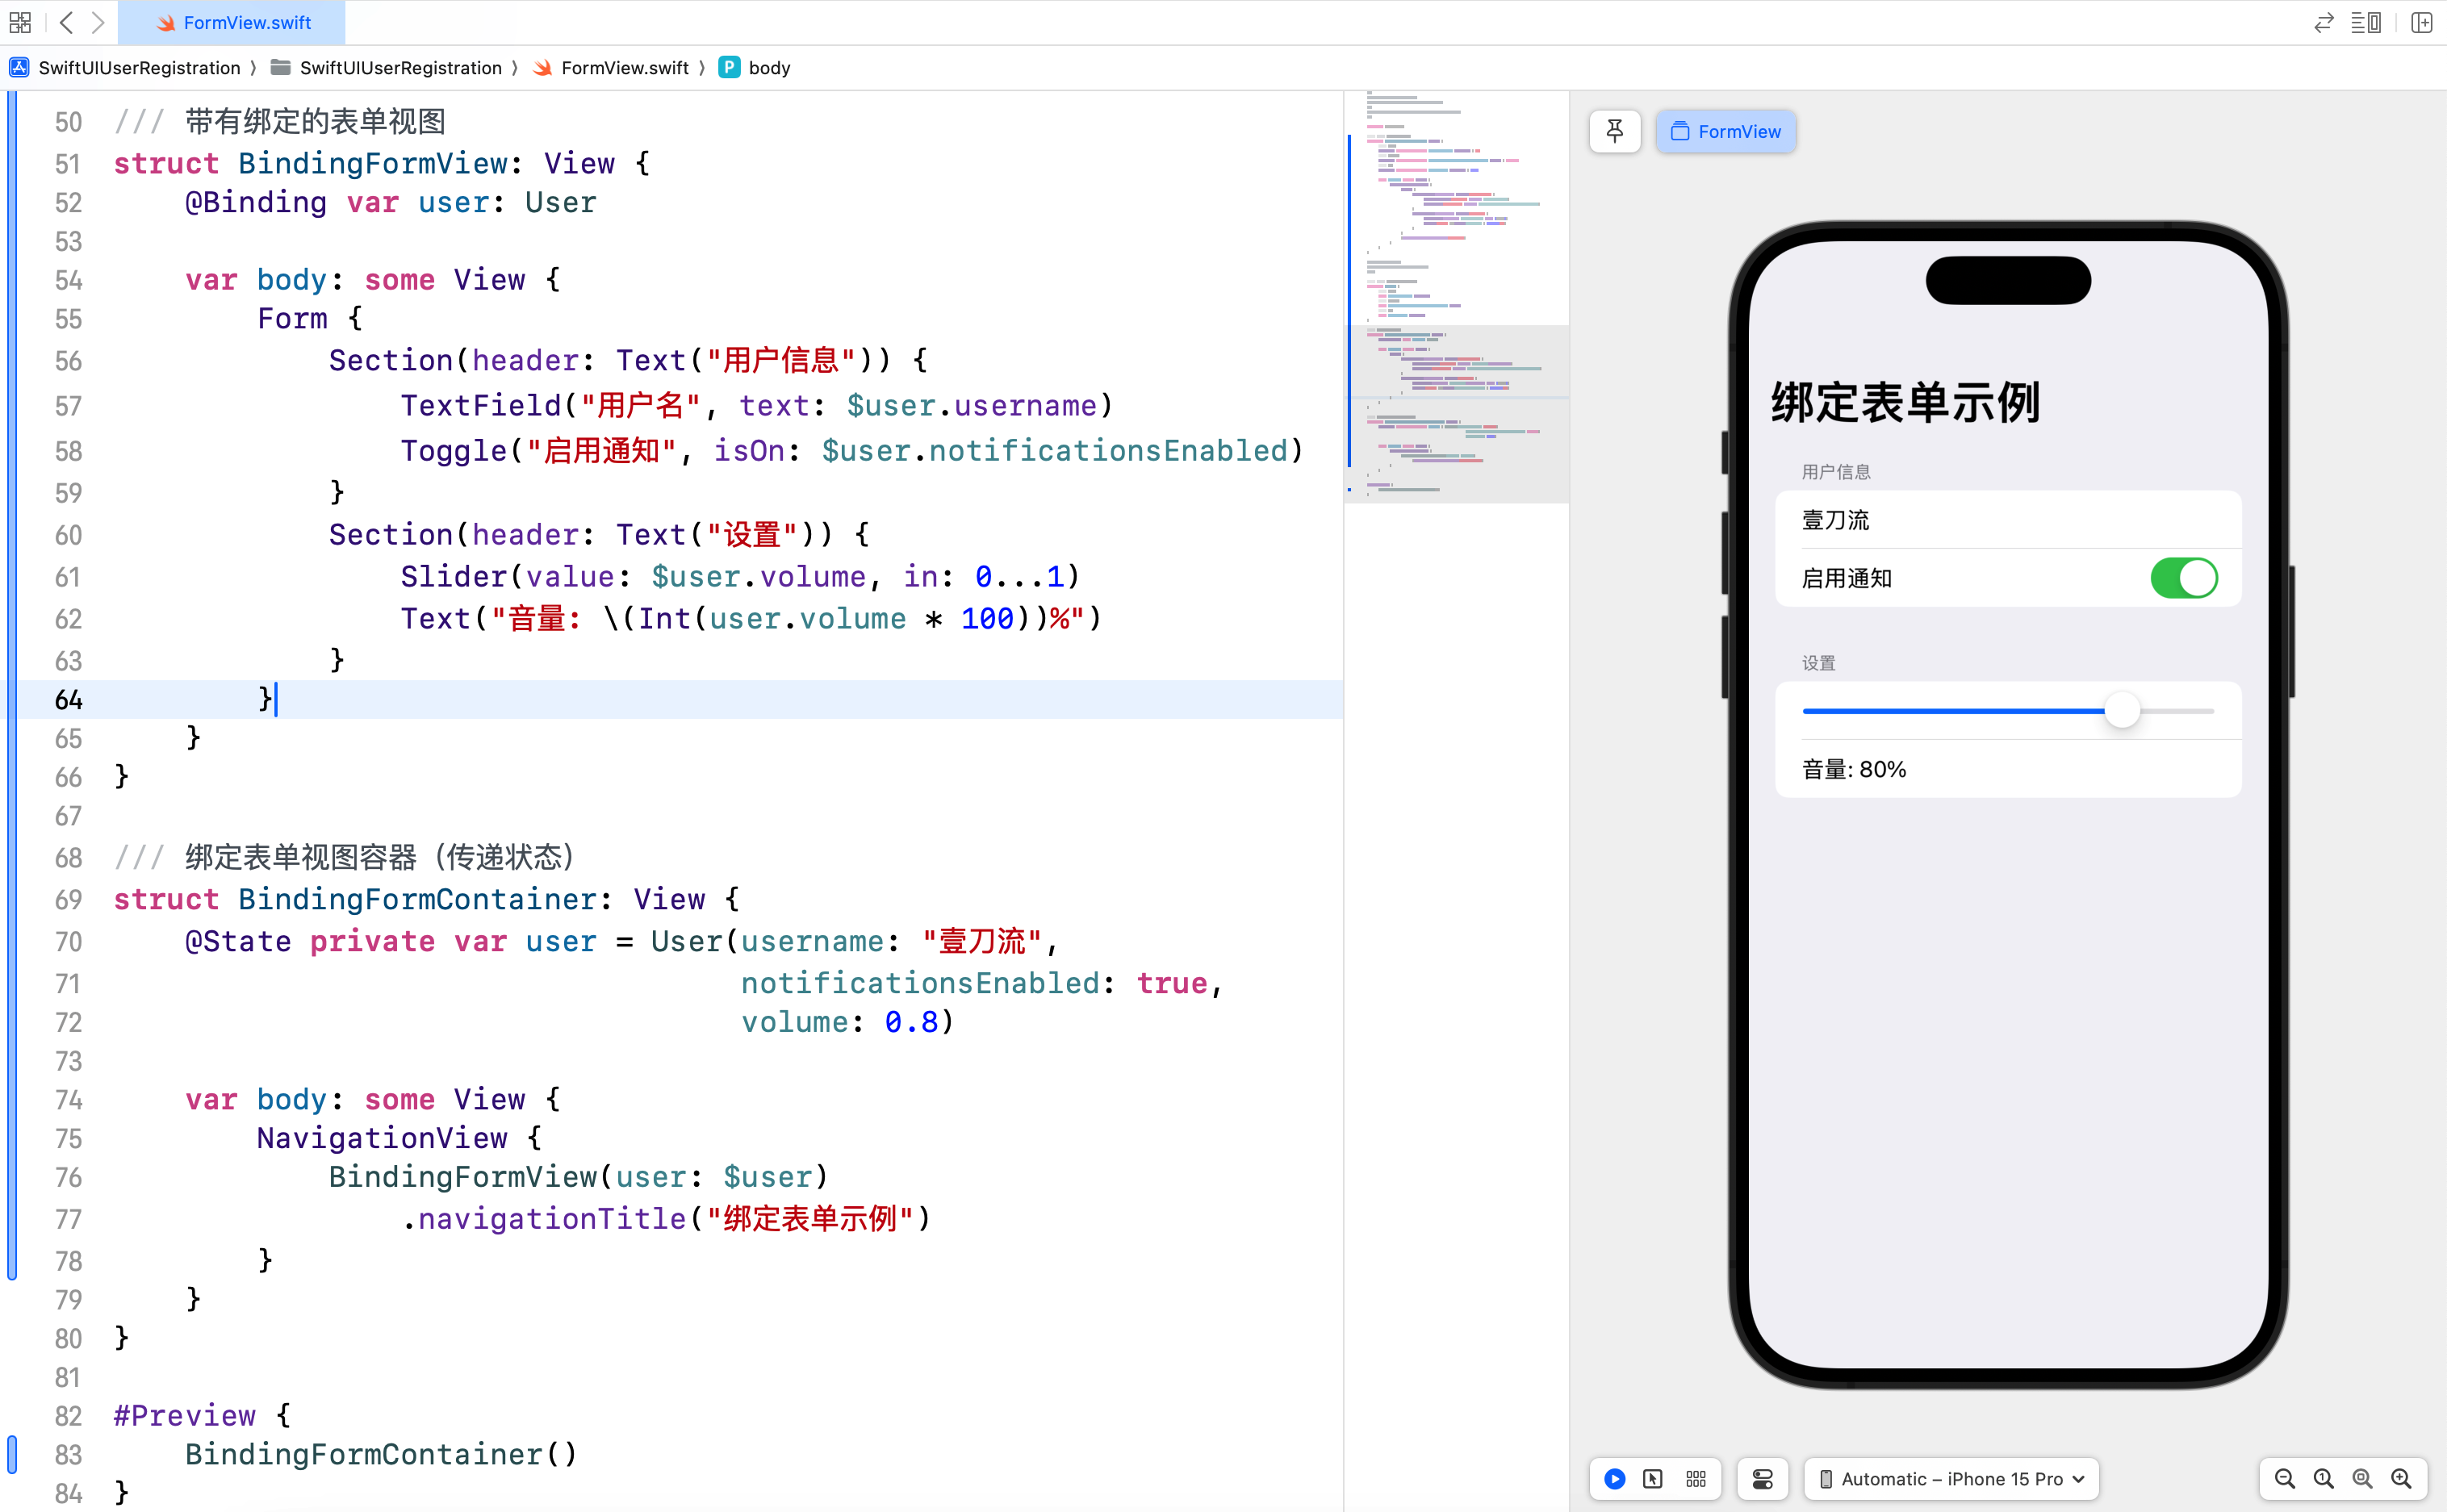 FormView.swift
SwiftUIUserRegistration 〉 SwiftUIUserRegistration 〉 FormView.swift 〉 P body
50 /// 带有绑定的表单视图
51 struct BindingFormView: View {
52 @Binding var user: User
53
54 var body: some View {
55 Form {
56 Section(header: Text("用户信息")) {
57 TextField("用户名", text: $user.username)
58 Toggle("启用通知", isOn: $user.notificationsEnabled)
59 }
60 Section(header: Text("设置")) {
61 Slider(value: $user.volume, in: 0...1)
62 Text("音量: \(Int(user.volume * 100))%")
63 }
64 }
65 }
66 }
67
68 /// 绑定表单视图容器（传递状态）
69 struct BindingFormContainer: View {
70 @State private var user = User(username: "壹刀流",
71 notificationsEnabled: true,
72 volume: 0.8)
73
74 var body: some View {
75 NavigationView {
76 BindingFormView(user: $user)
77 .navigationTitle("绑定表单示例")
78 }
79 }
80 }
81
82 #Preview {
83 BindingFormContainer()
84 }
FormView
绑定表单示例
用户信息
壹刀流
启用通知
设置
音量: 80%
Automatic – iPhone 15 Pro